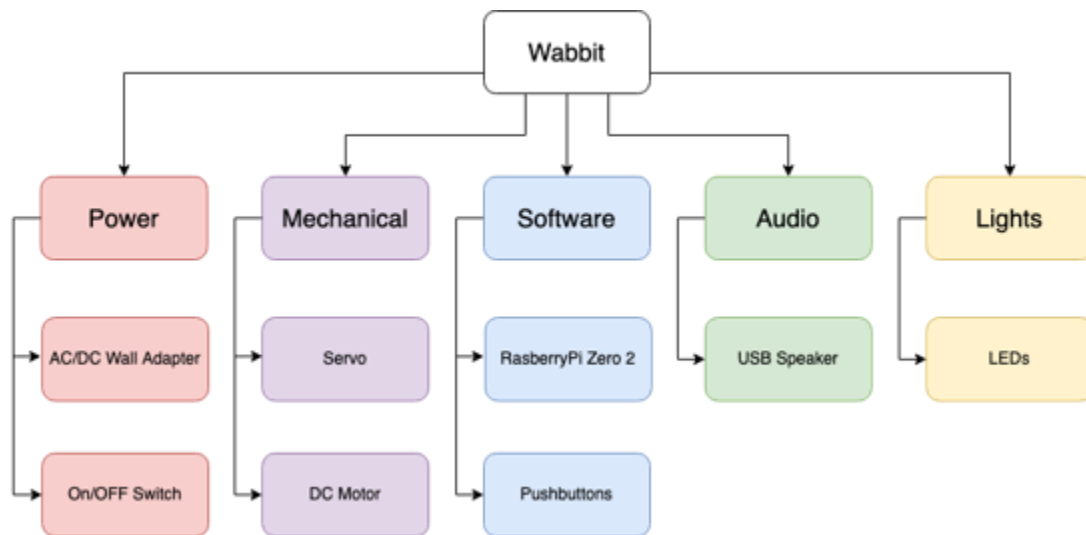 Wabbit
Power
Mechanical
Software
Audio
Lights
AC/DC Wall Adapter
Servo
RasberryPi Zero 2
USB Speaker
LEDs
On/OFF Switch
DC Motor
Pushbuttons